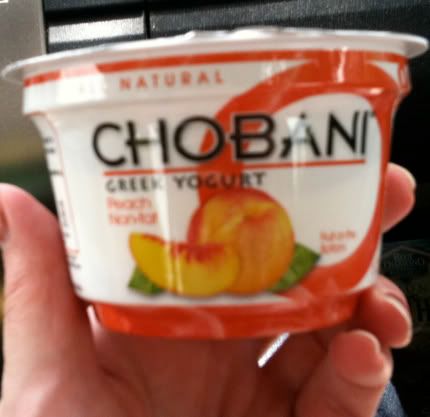 NATURAL
CHOBANI
GREEK YOGURT
Peach
Non-fat